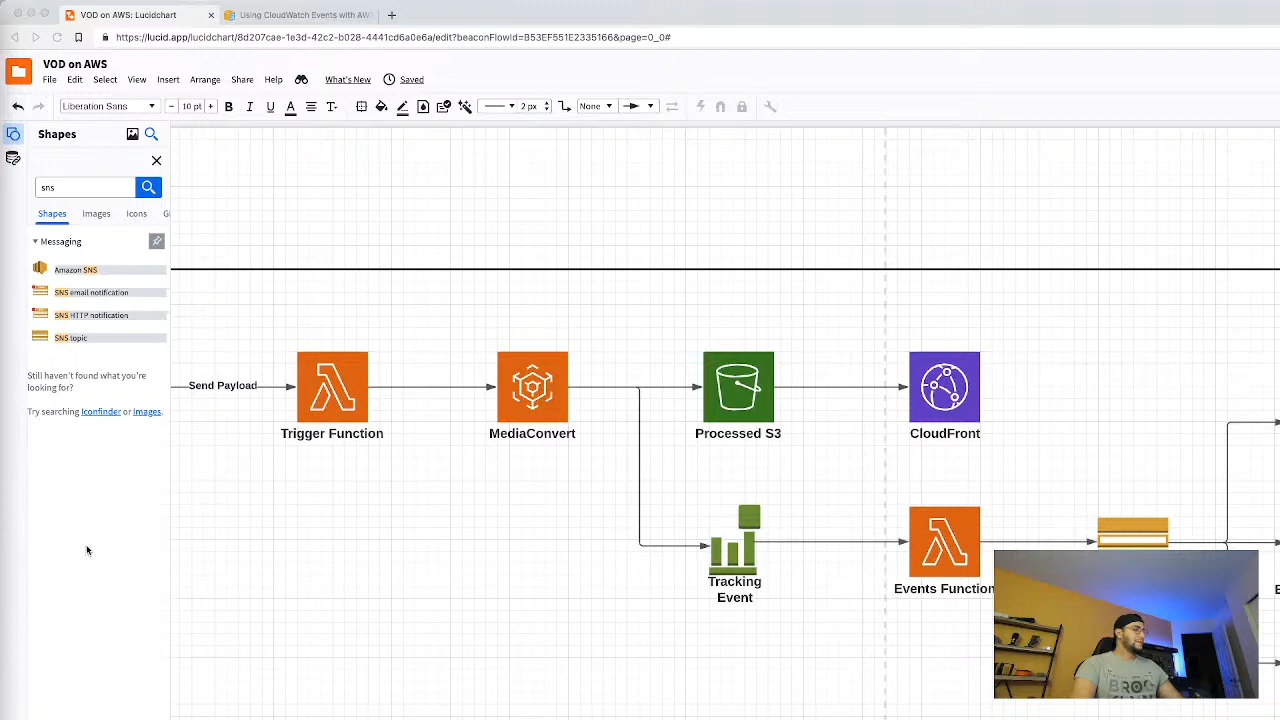 VOD on AWS: Lucidchart
Using CloudWatch Events with AWS
https://lucid.app/lucidchart/8d207cae-1e3d-42c2-b028-4441cd6a0e6a/edit?beaconFlowId=B53EF551E2335166&page=0_0#
VOD on AWS
File Edit Select View Insert Arrange Share Help What's New Saved
Liberation Sans 10 pt B I U A T 2 px None
Shapes
sns
Shapes Images Icons
Messaging
Amazon SNS
SNS email notification
SNS HTTP notification
SNS topic
Still haven't found what you're
looking for?
Try searching Iconfinder or Images.
Send Payload
Trigger Function
MediaConvert
Processed S3
CloudFront
Tracking
Event
Events Function
BRO